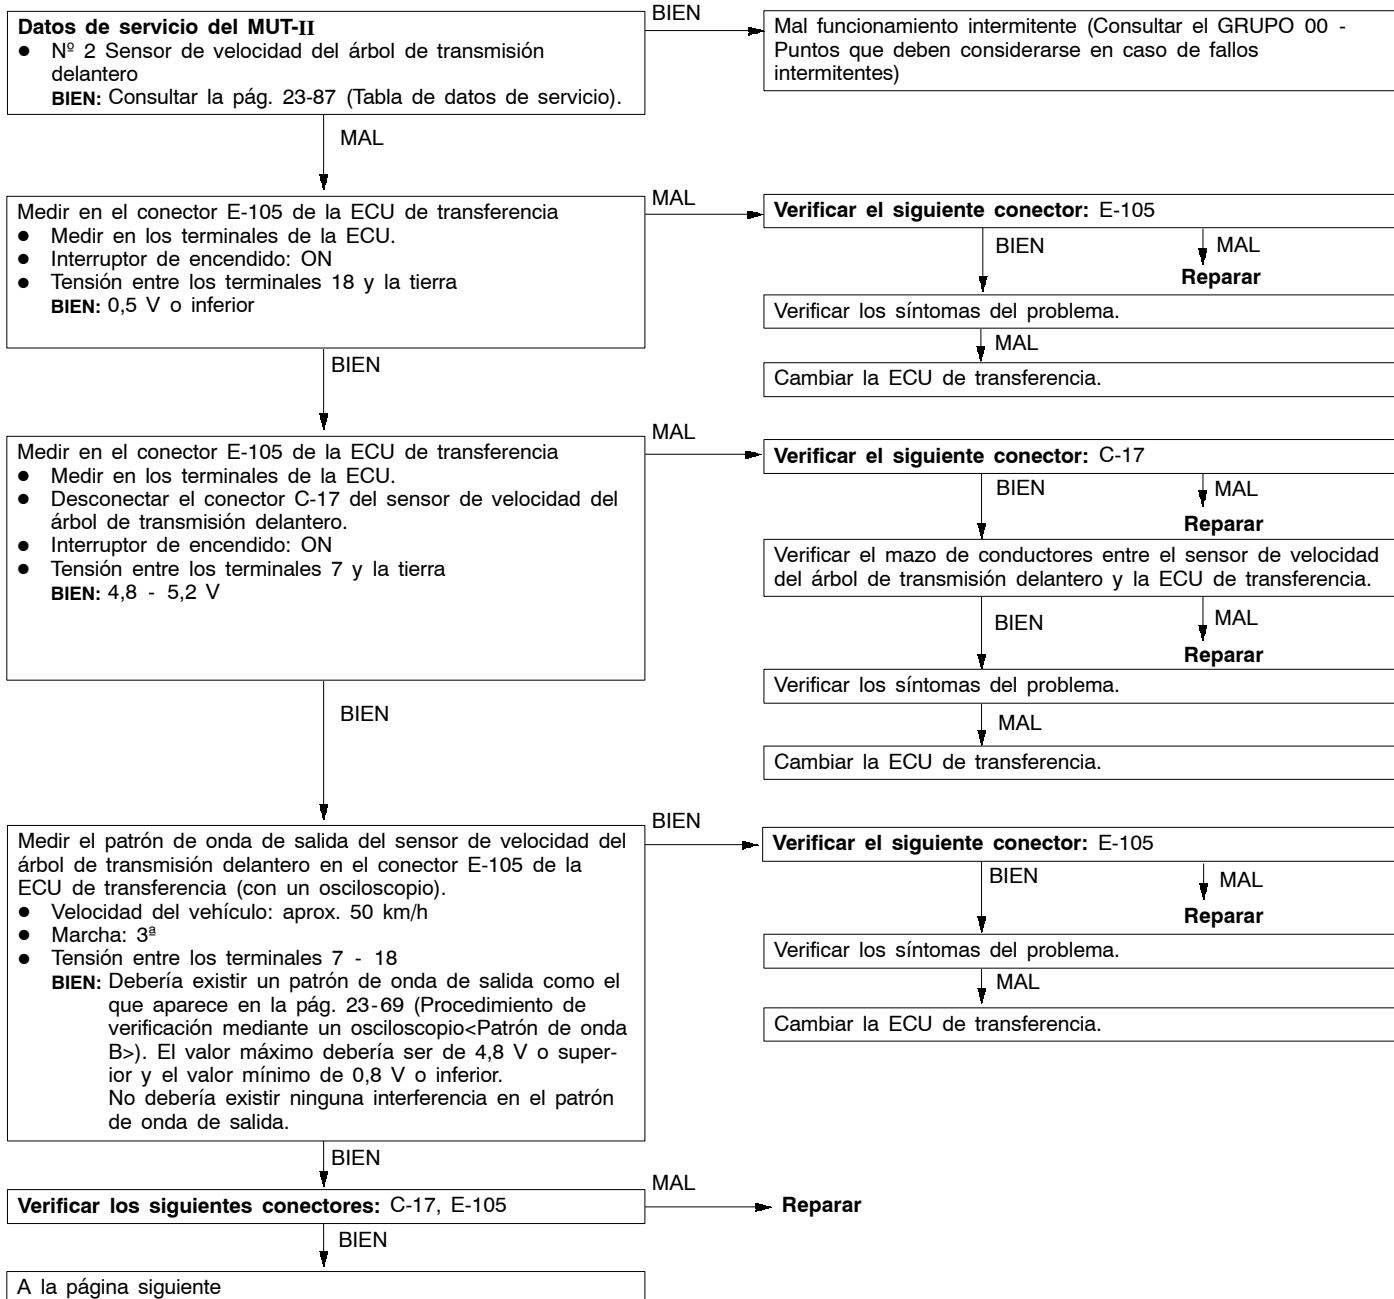 Datos de servicio del MUT-II
● Nº 2 Sensor de velocidad del árbol de transmisión
delantero
BIEN: Consultar la pág. 23-87 (Tabla de datos de servicio).
BIEN
Mal funcionamiento intermitente (Consultar el GRUPO 00 -
Puntos que deben considerarse en caso de fallos
intermitentes)
MAL
Medir en el conector E-105 de la ECU de transferencia
● Medir en los terminales de la ECU.
● Interruptor de encendido: ON
● Tensión entre los terminales 18 y la tierra
BIEN: 0,5 V o inferior
MAL
Verificar el siguiente conector: E-105
BIEN
MAL
Reparar
Verificar los síntomas del problema.
MAL
Cambiar la ECU de transferencia.
BIEN
Medir en el conector E-105 de la ECU de transferencia
● Medir en los terminales de la ECU.
● Desconectar el conector C-17 del sensor de velocidad del
árbol de transmisión delantero.
● Interruptor de encendido: ON
● Tensión entre los terminales 7 y la tierra
BIEN: 4,8 - 5,2 V
MAL
Verificar el siguiente conector: C-17
BIEN
MAL
Reparar
Verificar el mazo de conductores entre el sensor de velocidad
del árbol de transmisión delantero y la ECU de transferencia.
BIEN
MAL
Reparar
Verificar los síntomas del problema.
MAL
Cambiar la ECU de transferencia.
BIEN
Medir el patrón de onda de salida del sensor de velocidad del
árbol de transmisión delantero en el conector E-105 de la
ECU de transferencia (con un osciloscopio).
● Velocidad del vehículo: aprox. 50 km/h
● Marcha: 3ª
● Tensión entre los terminales 7 - 18
BIEN: Debería existir un patrón de onda de salida como el
que aparece en la pág. 23-69 (Procedimiento de
verificación mediante un osciloscopio<Patrón de onda
B>). El valor máximo debería ser de 4,8 V o super-
ior y el valor mínimo de 0,8 V o inferior.
No debería existir ninguna interferencia en el patrón
de onda de salida.
BIEN
Verificar el siguiente conector: E-105
BIEN
MAL
Reparar
Verificar los síntomas del problema.
MAL
Cambiar la ECU de transferencia.
BIEN
Verificar los siguientes conectores: C-17, E-105
MAL
Reparar
BIEN
A la página siguiente